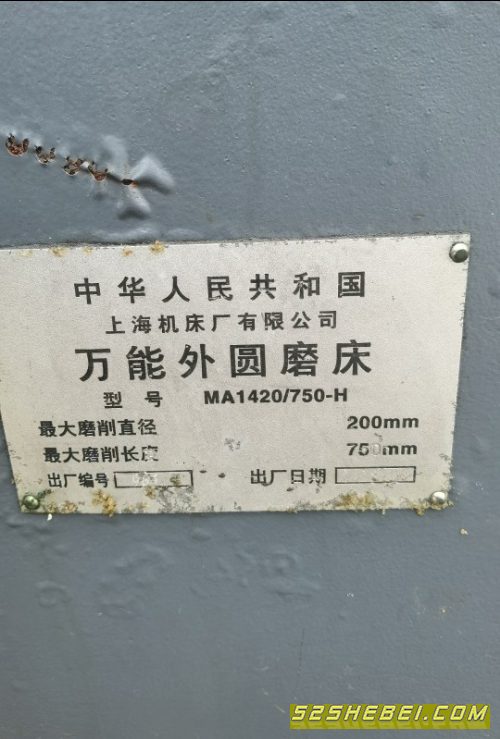 中华人民共和国
上海机床厂有限公司
万能外圆磨床
型 号 MA1420/750-H
最大磨削直径 200mm
最大磨削长度 750mm
出厂编号 出厂日期
52SHEBEI.COM